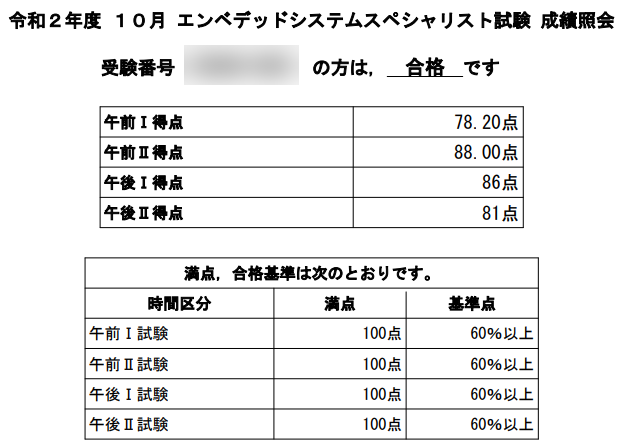 令和２年度 １０月 エンベデッドシステムスペシャリスト試験 成績照会
受験番号 の方は， 合格 です
午前Ⅰ得点 78.20点
午前Ⅱ得点 88.00点
午後Ⅰ得点 86点
午後Ⅱ得点 81点
満点，合格基準は次のとおりです。
時間区分 満点 基準点
午前Ⅰ試験 100点 60％以上
午前Ⅱ試験 100点 60％以上
午後Ⅰ試験 100点 60％以上
午後Ⅱ試験 100点 60％以上